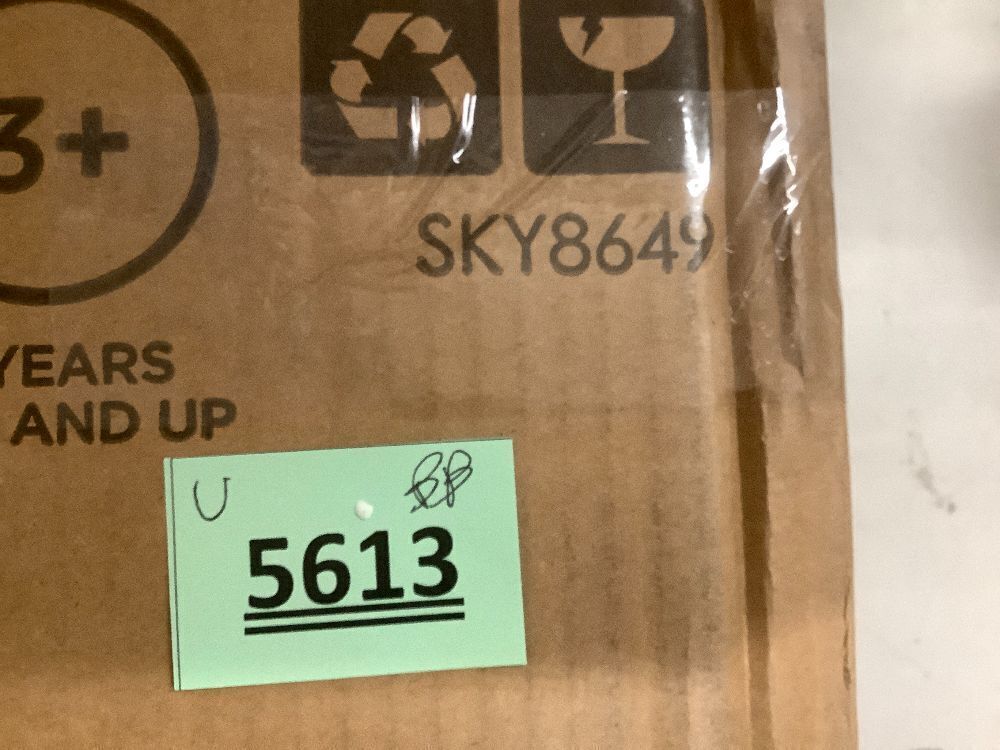 3+
SKY8649
YEARS
AND UP
U
5613